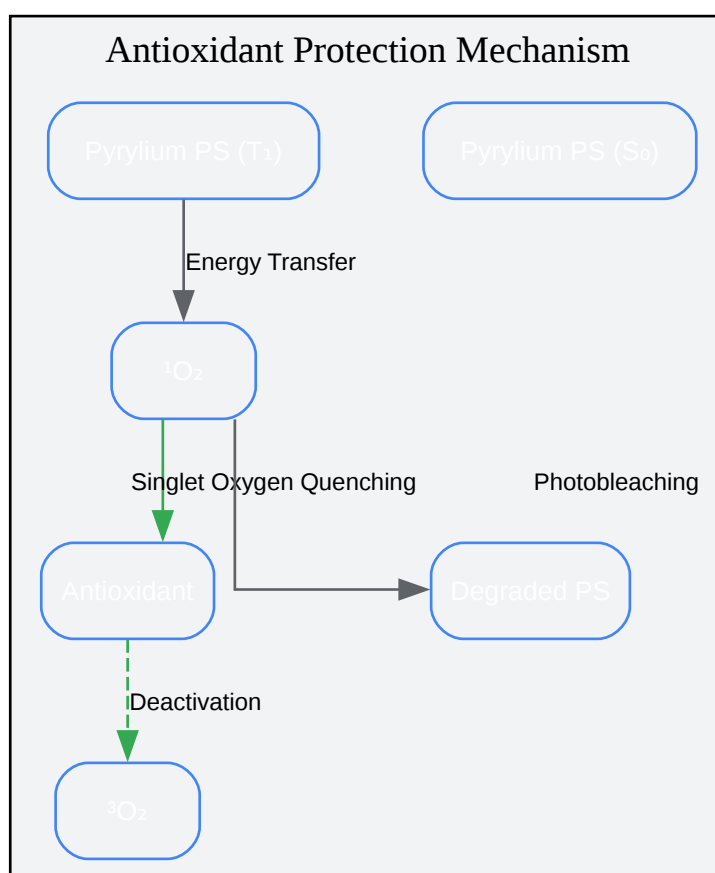 Antioxidant Protection Mechanism
Pyrylium PS (T₁)
Pyrylium PS (S₀)
Energy Transfer
¹O₂
Singlet Oxygen Quenching
Photobleaching
Antioxidant
Degraded PS
Deactivation
³O₂